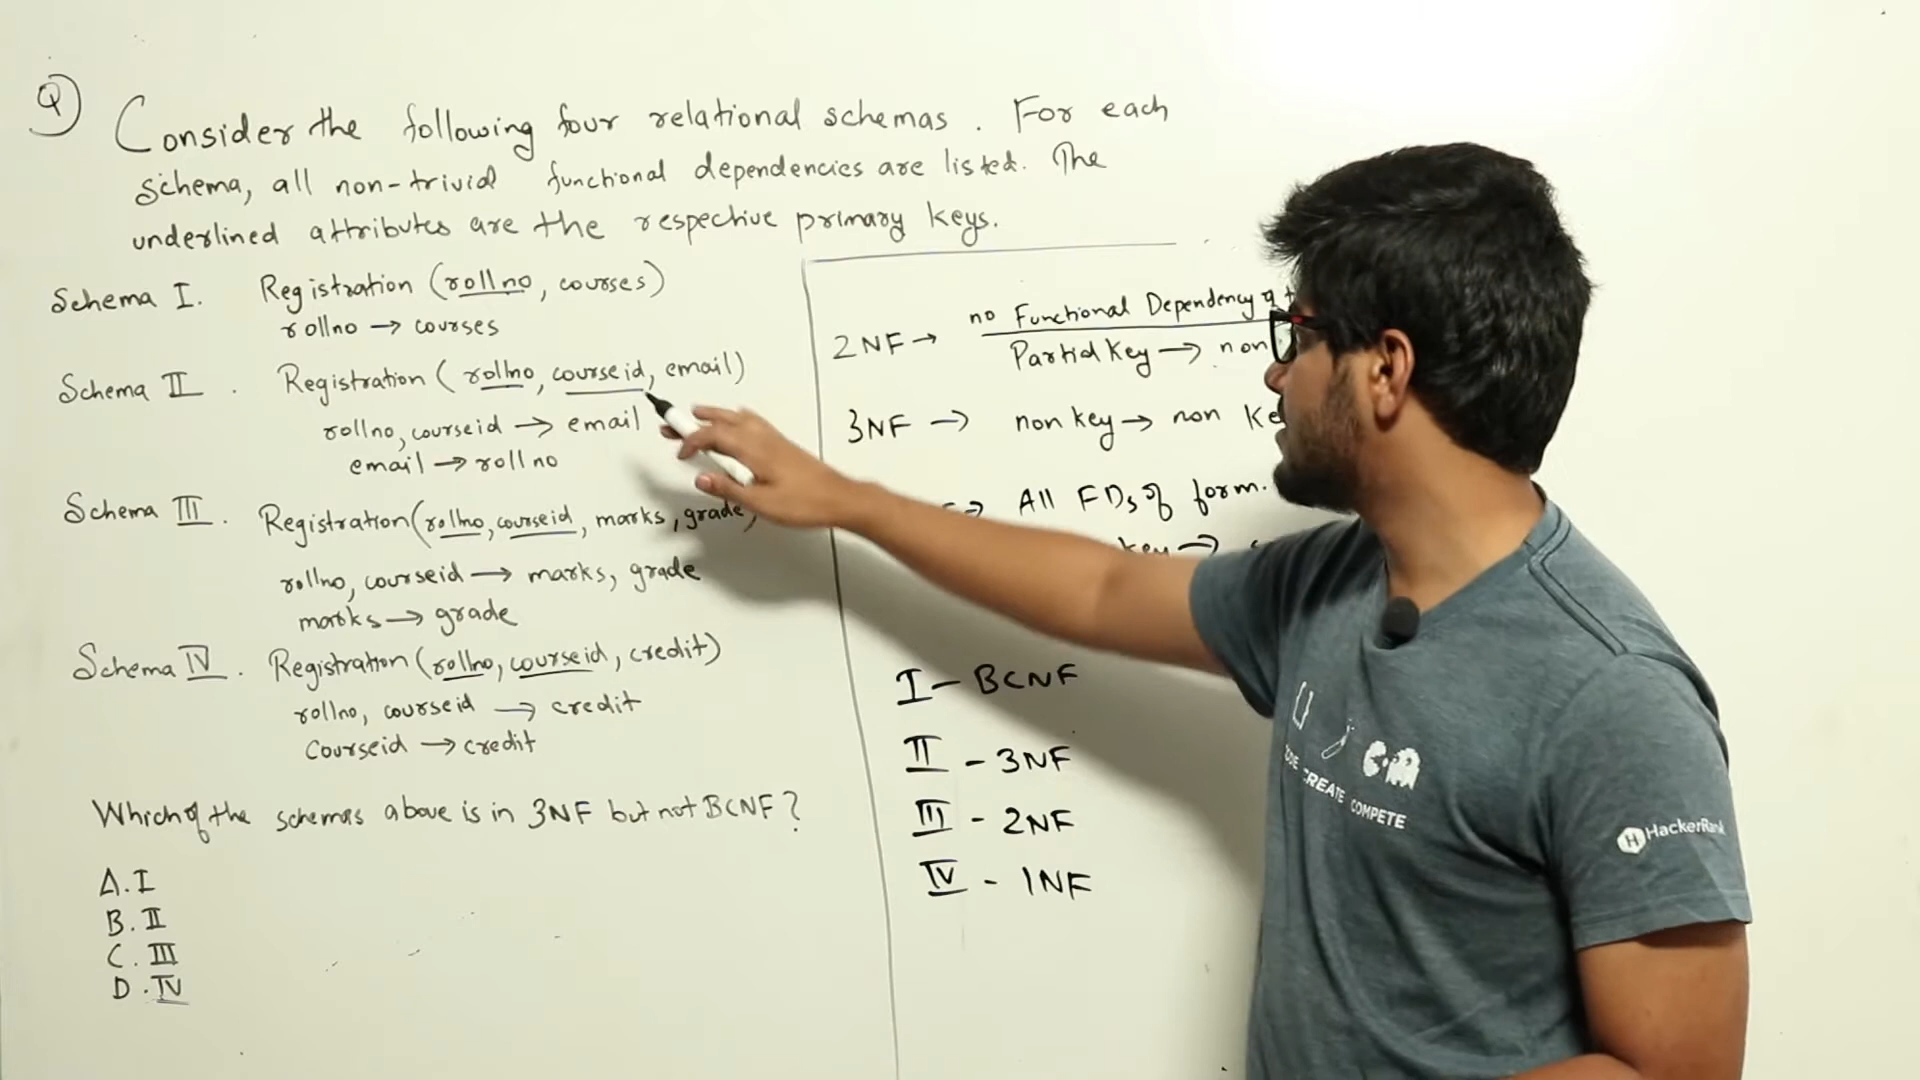 Q)
Consider the following four relational schemas. For each
schema, all non-trivial functional dependencies are listed. The
underlined attributes are the respective primary keys.
Schema I. Registration (rollno, courses)
rollno → courses
Schema II. Registration (rollno, courseid, email)
rollno, courseid → email
email → rollno
Schema III. Registration(rollno, courseid, marks, grade)
rollno, courseid → marks, grade
marks → grade
Schema IV. Registration (rollno, courseid, credit)
rollno, courseid → credit
Courseid → credit
Which of the schemas above is in 3NF but not BCNF?
A. I
B. II
C. III
D. IV
2NF → no Functional Dependency of
Partial Key → non
3NF → non key → non Ke
→ All FDs of form.
key →
I - BCNF
II - 3NF
III - 2NF
IV - 1NF
CREATE COMPETE
H HackerRank